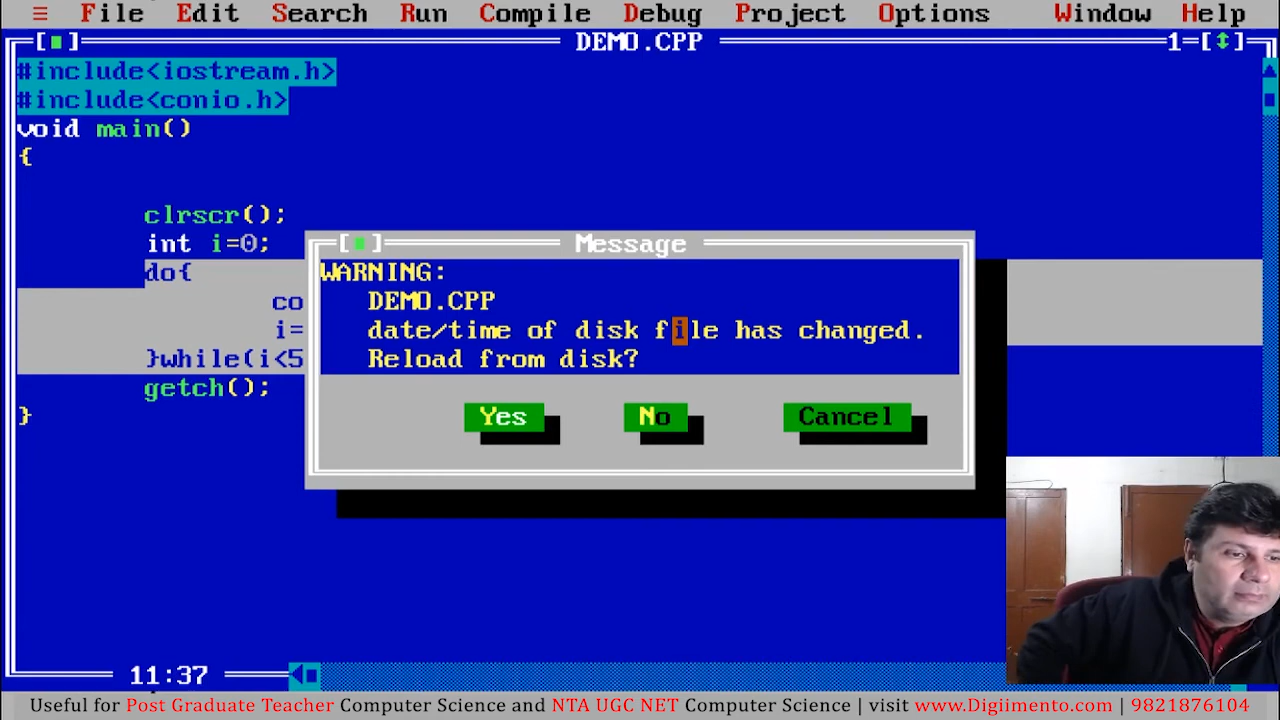 ≡ File Edit Search Run Compile Debug Project Options Window Help
[■] DEMO.CPP 1=[↕]
#include<iostream.h>
#include<conio.h>
void main()
{
clrscr();
int i=0;
do{
co
i=
}while(i<5
getch();
}
[■] Message
WARNING:
DEMO.CPP
date/time of disk file has changed.
Reload from disk?
Yes No Cancel
11:37
Useful for Post Graduate Teacher Computer Science and NTA UGC NET Computer Science | visit www.Digiimento.com | 9821876104